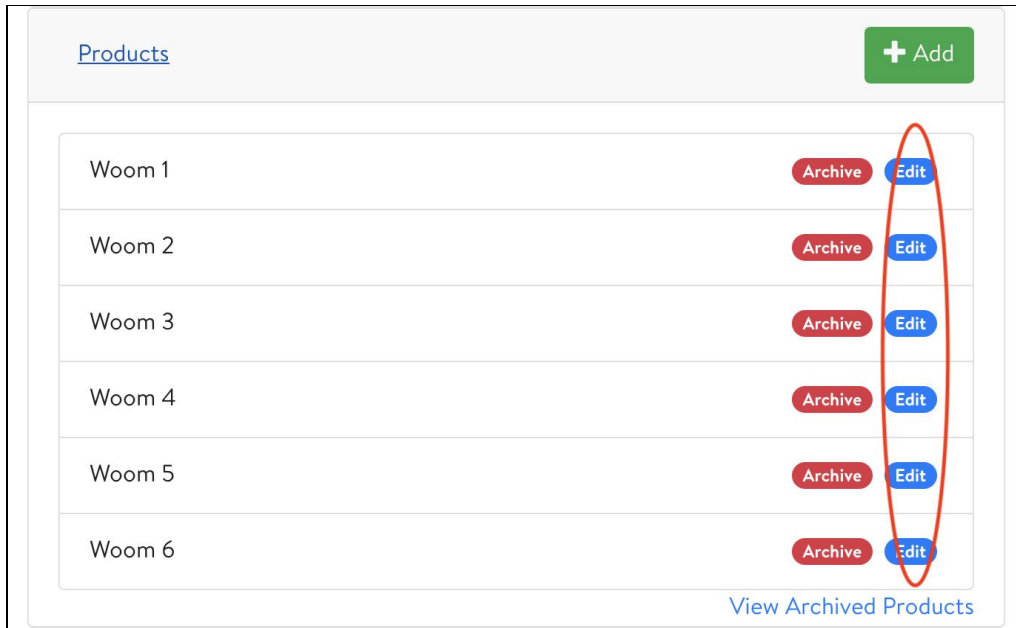 Products + Add
Woom 1 Archive Edit
Woom 2 Archive Edit
Woom 3 Archive Edit
Woom 4 Archive Edit
Woom 5 Archive Edit
Woom 6 Archive Edit
View Archived Products